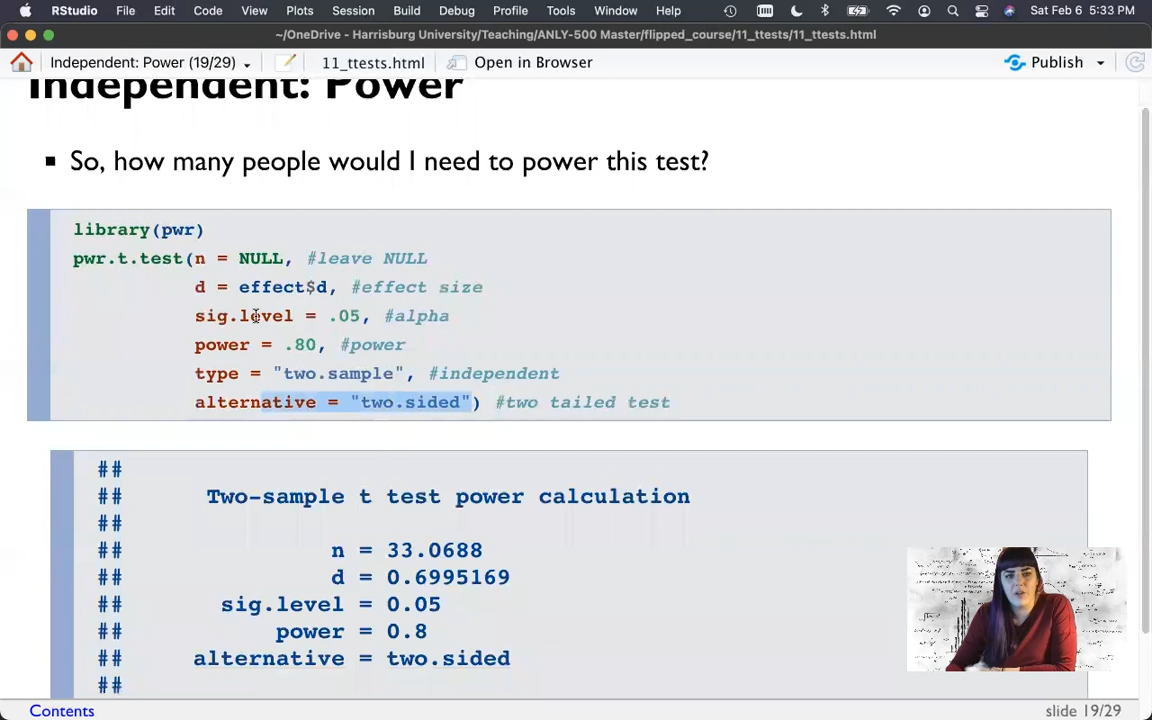 RStudio File Edit Code View Plots Session Build Debug Profile Tools Window Help Sat Feb 6 5:33 PM
~/OneDrive - Harrisburg University/Teaching/ANLY-500 Master/flipped_course/11_ttests/11_ttests.html
Independent: Power (19/29) 11_ttests.html Open in Browser Publish
Independent: Power
So, how many people would I need to power this test?
library(pwr)
pwr.t.test(n = NULL, #leave NULL
d = effect$d, #effect size
sig.level = .05, #alpha
power = .80, #power
type = "two.sample", #independent
alternative = "two.sided") #two tailed test
##
## Two-sample t test power calculation
##
## n = 33.0688
## d = 0.6995169
## sig.level = 0.05
## power = 0.8
## alternative = two.sided
##
Contents slide 19/29